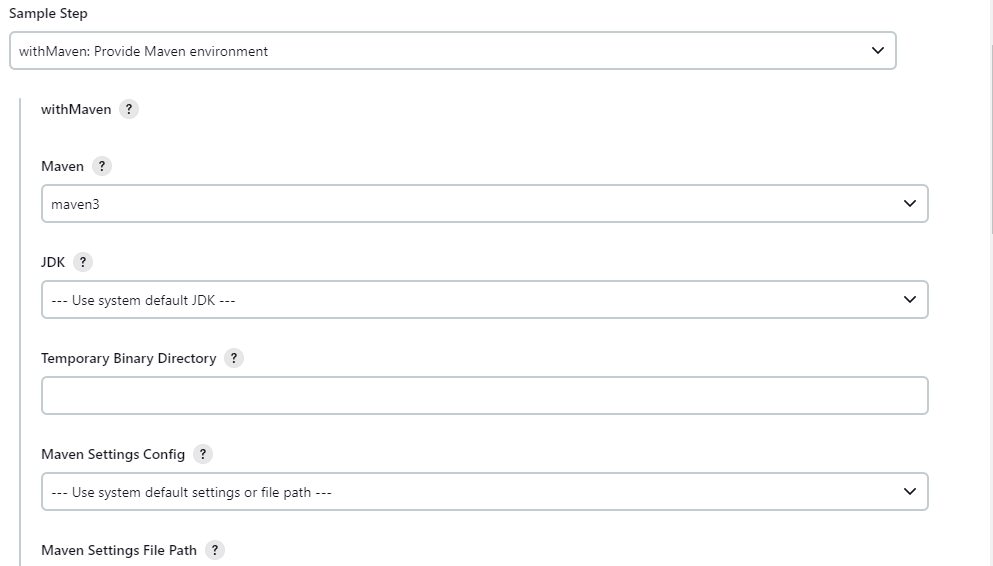 Sample Step
withMaven: Provide Maven environment
withMaven ?
Maven ?
maven3
JDK ?
--- Use system default JDK ---
Temporary Binary Directory ?
Maven Settings Config ?
--- Use system default settings or file path ---
Maven Settings File Path ?